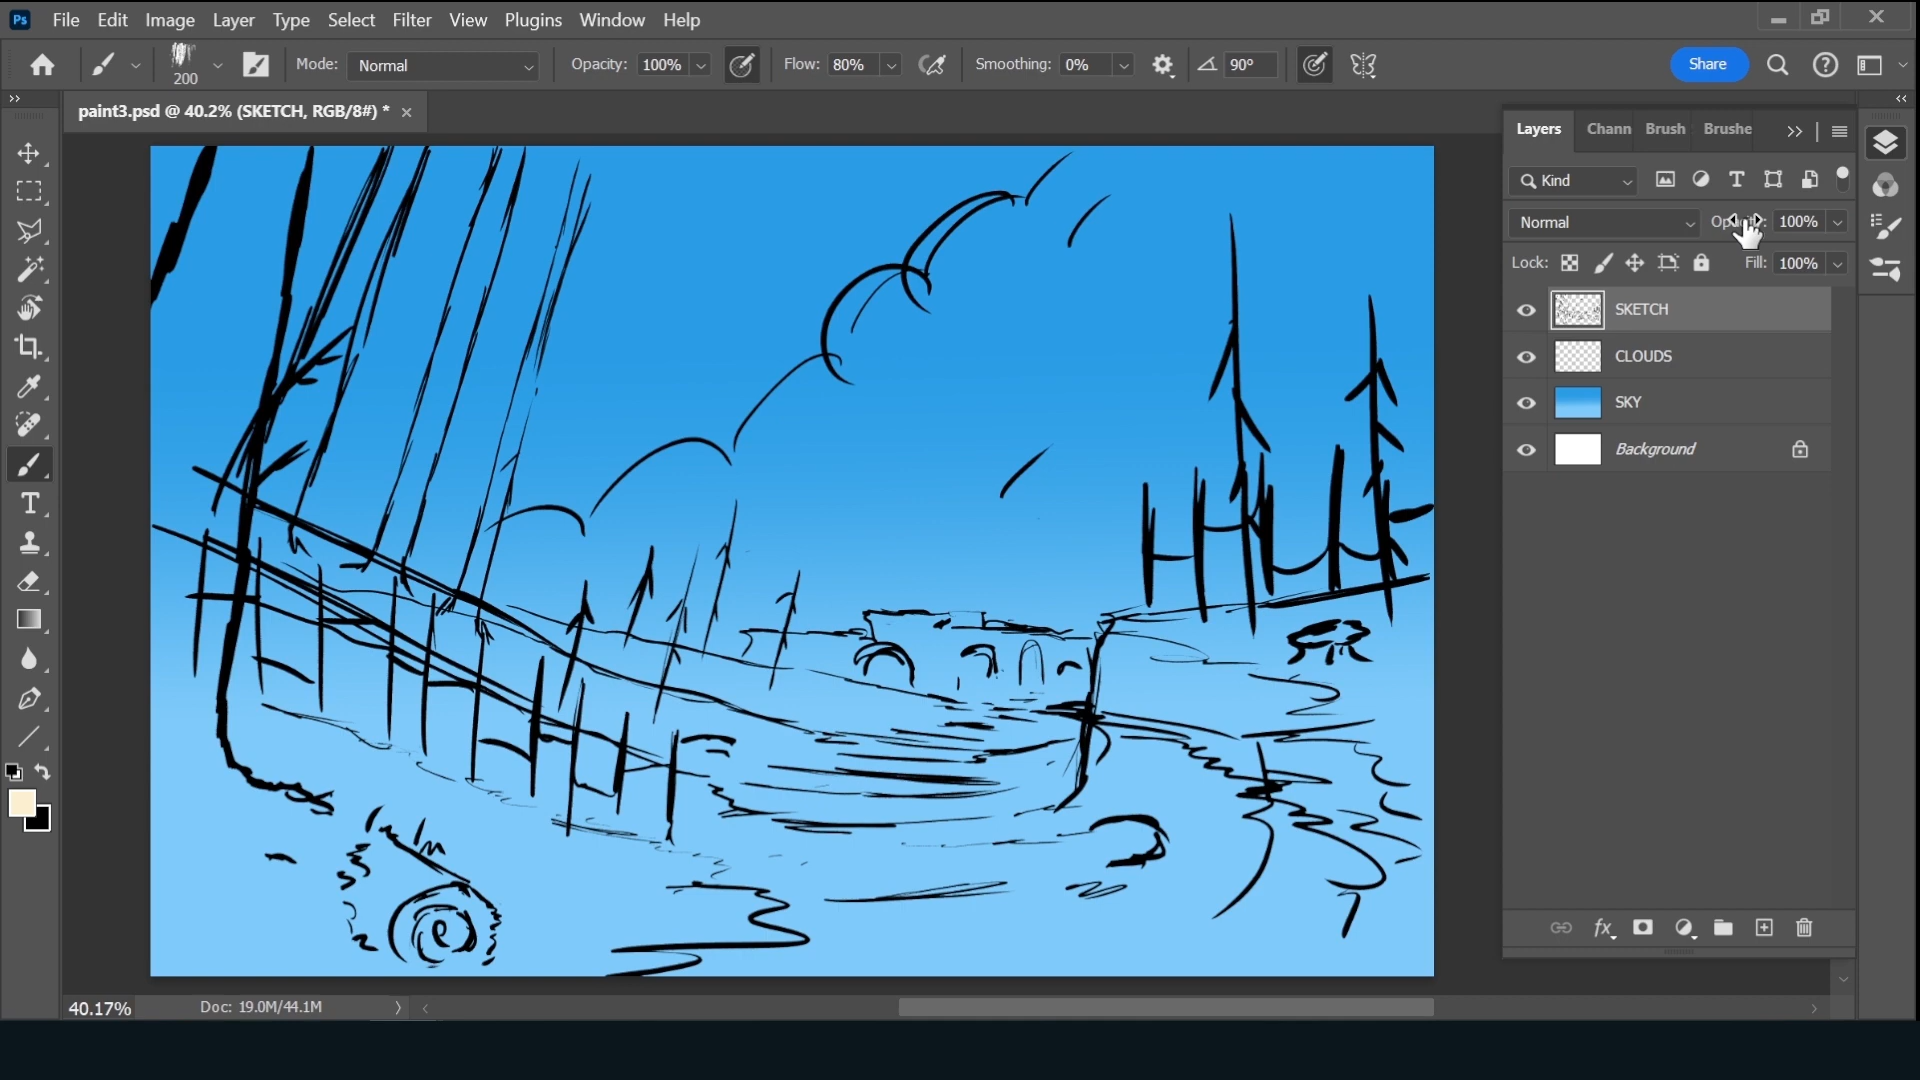 Ps File Edit Image Layer Type Select Filter View Plugins Window Help
200 Mode: Normal Opacity: 100% Flow: 80% Smoothing: 0% 90° Share
paint3.psd @ 40.2% (SKETCH, RGB/8#) *
Layers Chann Brush Brushe
Kind
Normal Opacity: 100%
Lock: Fill: 100%
SKETCH
CLOUDS
SKY
Background
fx
40.17% Doc: 19.0M/44.1M